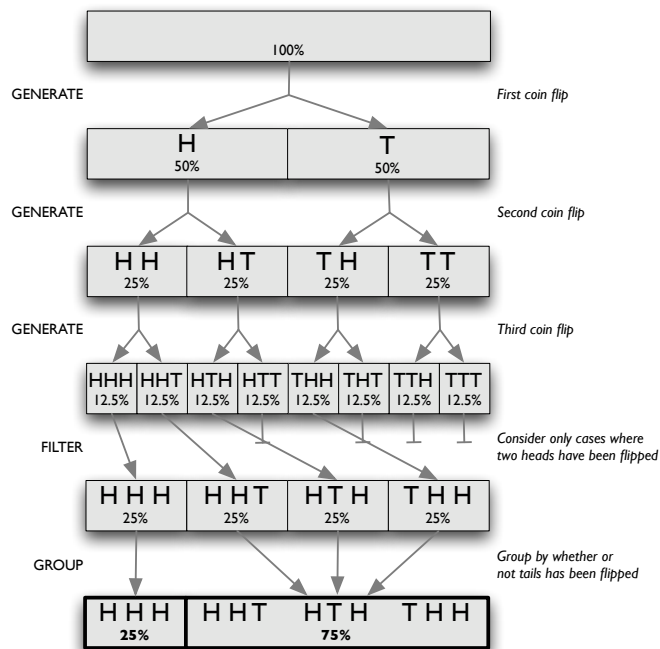 100%
GENERATE
First coin flip
H
T
50%
50%
GENERATE
Second coin flip
H H
H T
T H
T T
25%
25%
25%
25%
GENERATE
Third coin flip
HHH
HHT
HTH
HTT
THH
THT
TTH
TTT
12.5%
12.5%
12.5%
12.5%
12.5%
12.5%
12.5%
12.5%
FILTER
Consider only cases where
two heads have been flipped
H H H
H H T
H T H
T H H
25%
25%
25%
25%
GROUP
Group by whether or
not tails has been flipped
H H H
H H T
H T H
T H H
25%
75%